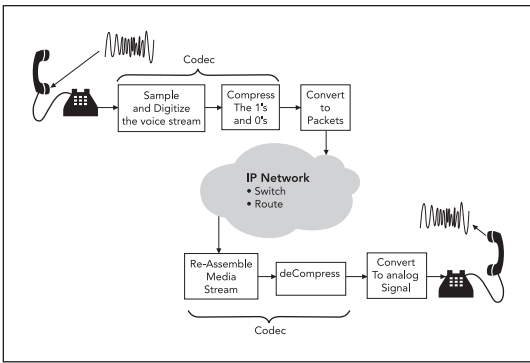 Codec
Sample
and Digitize
the voice stream
Compress
The 1's
and 0's
Convert
to
Packets
IP Network
• Switch
• Route
Re-Assemble
Media
Stream
deCompress
Convert
To analog
Signal
Codec